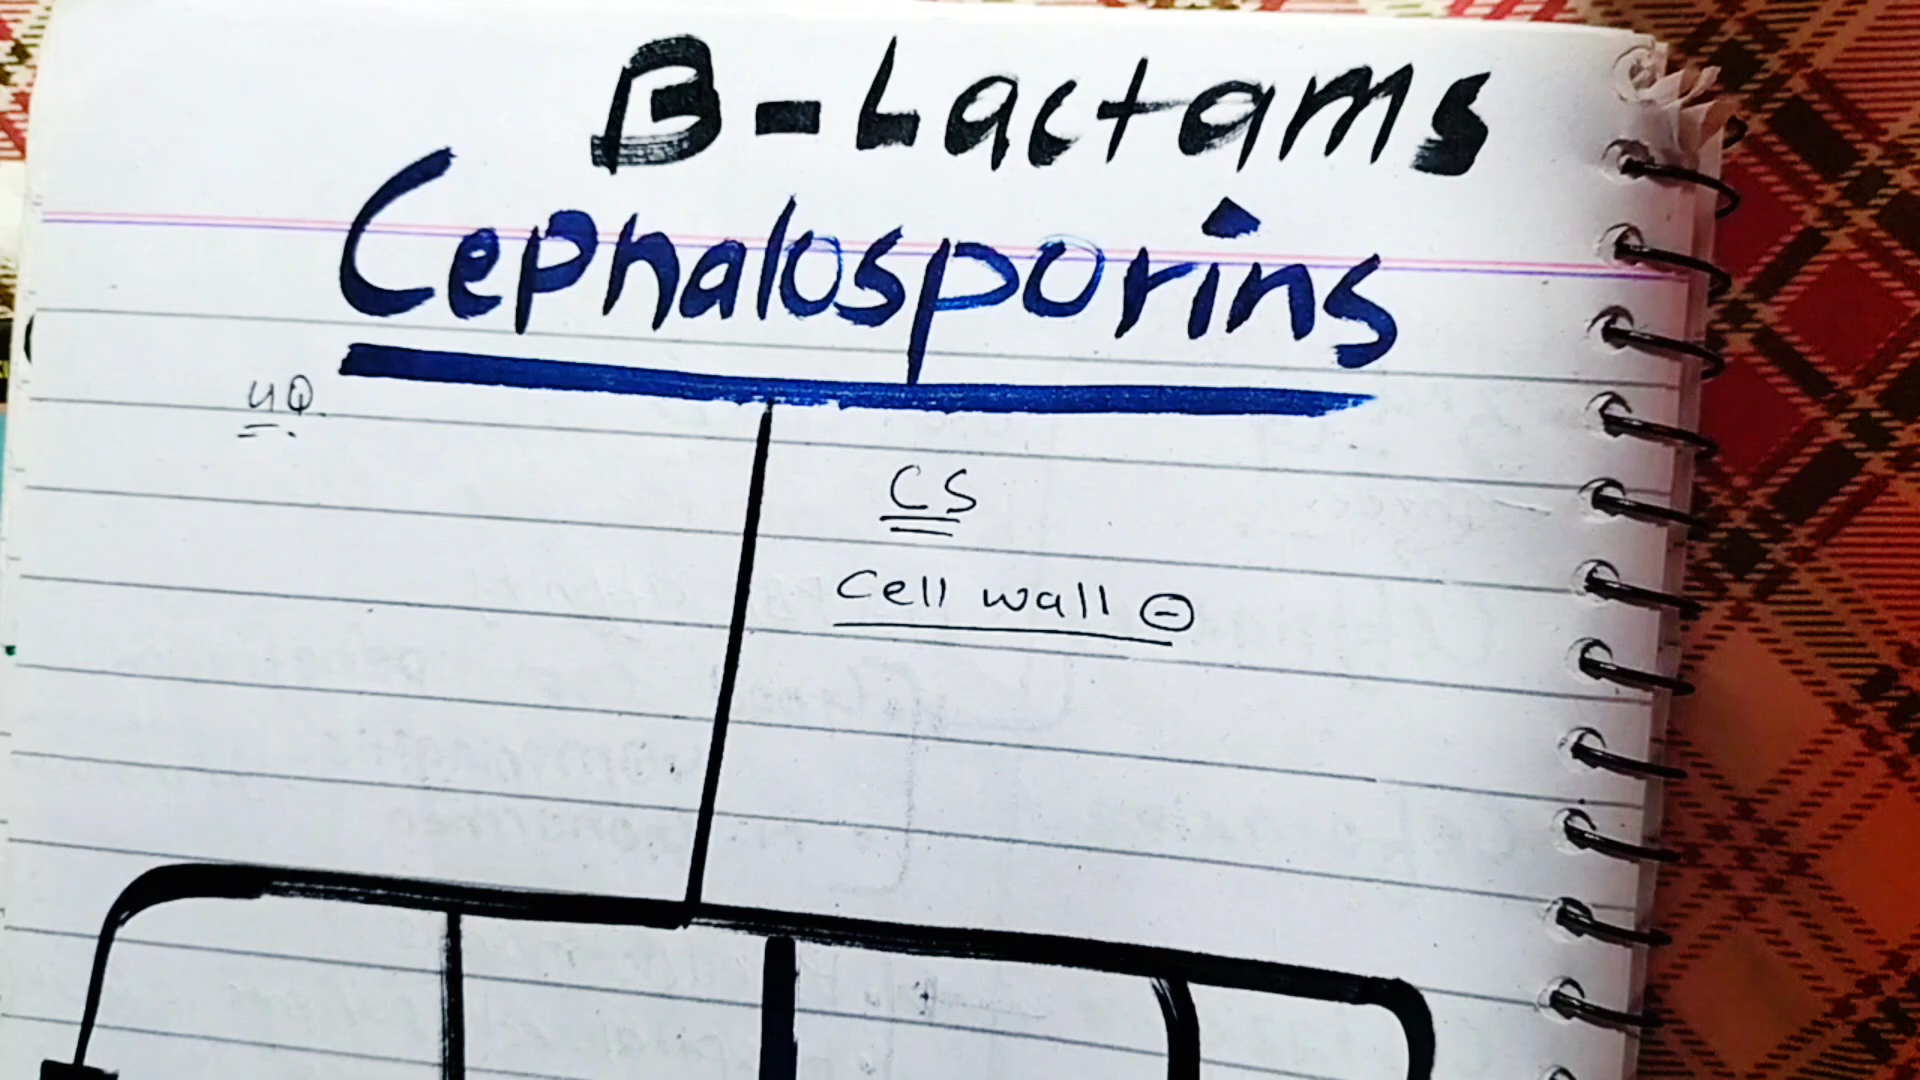 B-Lactams
Cephalosporins
4Q
CS
Cell wall ⊖